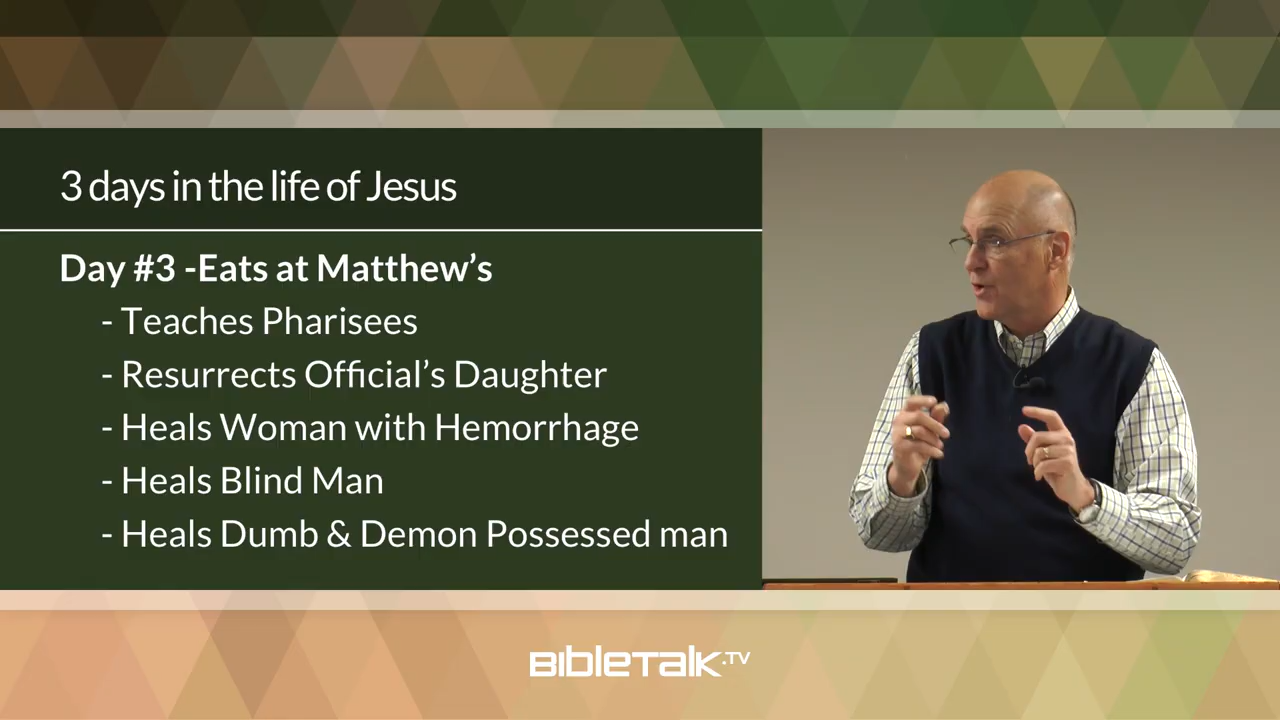 3 days in the life of Jesus
Day #3 -Eats at Matthew’s
- Teaches Pharisees
- Resurrects Official’s Daughter
- Heals Woman with Hemorrhage
- Heals Blind Man
- Heals Dumb & Demon Possessed man
BibleTalk.TV